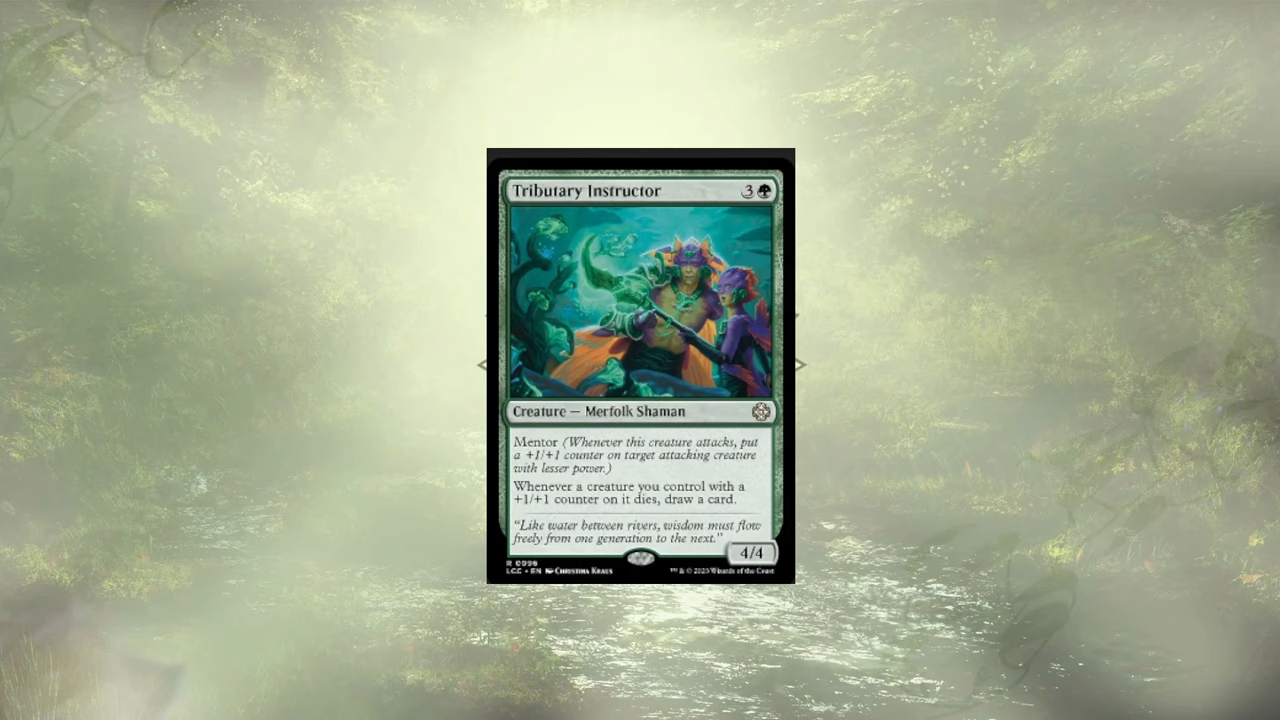 Tributary Instructor 3
Creature — Merfolk Shaman
Mentor (Whenever this creature attacks, put
a +1/+1 counter on target attacking creature
with lesser power.)
Whenever a creature you control with a
+1/+1 counter on it dies, draw a card.
“Like water between rivers, wisdom must flow
freely from one generation to the next.”
4/4
R 0096
LCC • EN Christina Kraus ™ & © 2023 Wizards of the Coast